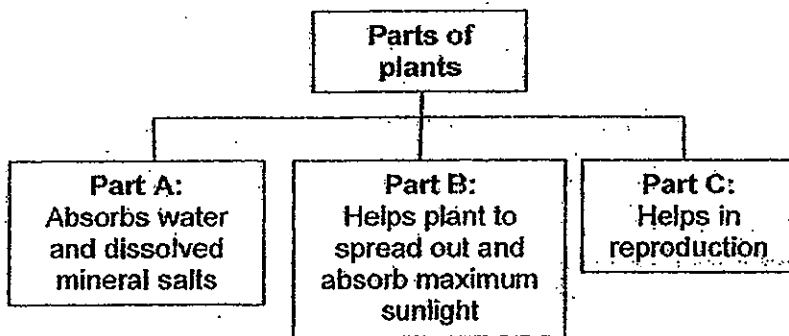 Parts of
plants
Part A:
Absorbs water
and dissolved
mineral salts
Part B:
Helps plant to
spread out and
absorb maximum
sunlight
Part C:
Helps in
reproduction